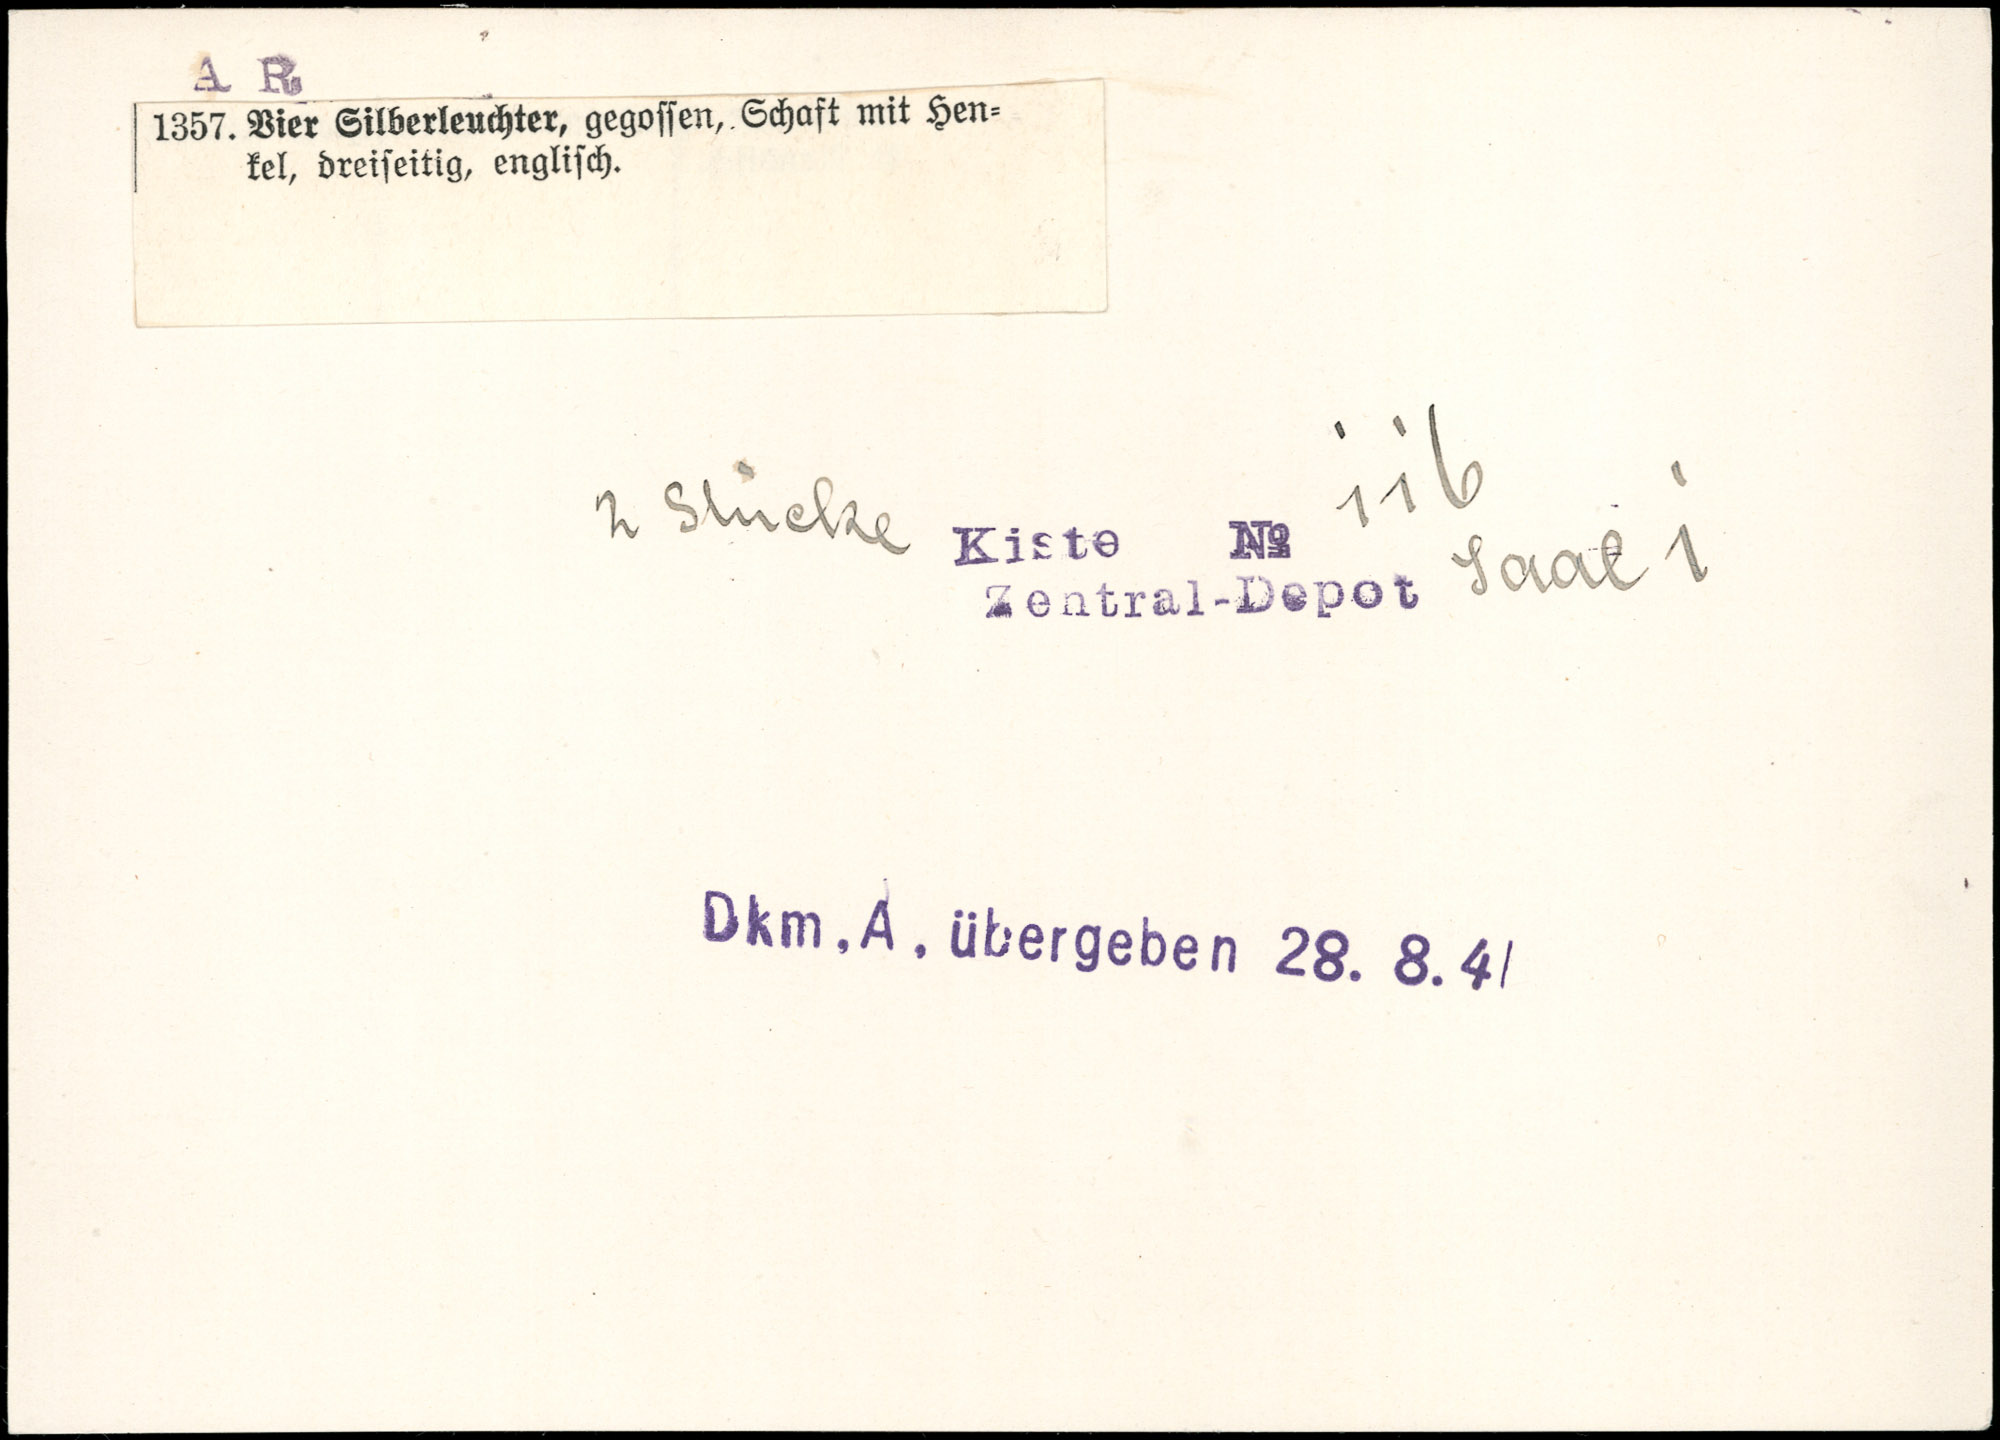 A R
1357. Vier Silberleuchter, gegossen, Schaft mit Hen=
kel, dreiseitig, englisch.
2 Stücke Kiste № 116
Zentral-Depot Saal 1
Dkm. A. übergeben 28. 8. 41